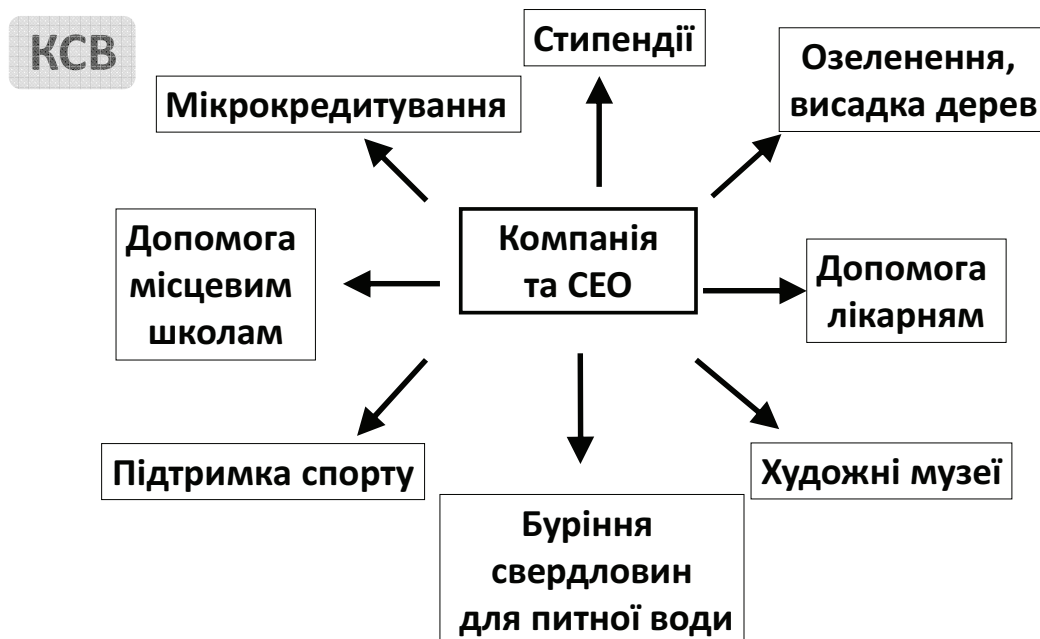 КСВ
Стипендії
Озеленення,
висадка дерев
Мікрокредитування
Компанія
та СЕО
Допомога
місцевим
школам
Допомога
лікарням
Підтримка спорту
Художні музеї
Буріння
свердловин
для питної води